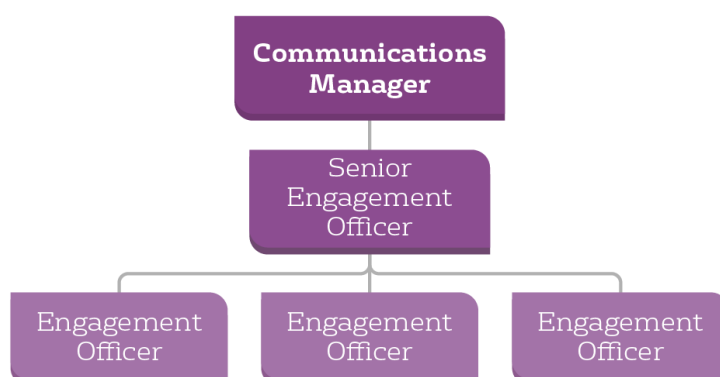 Communications
Manager
Senior
Engagement
Officer
Engagement
Officer
Engagement
Officer
Engagement
Officer